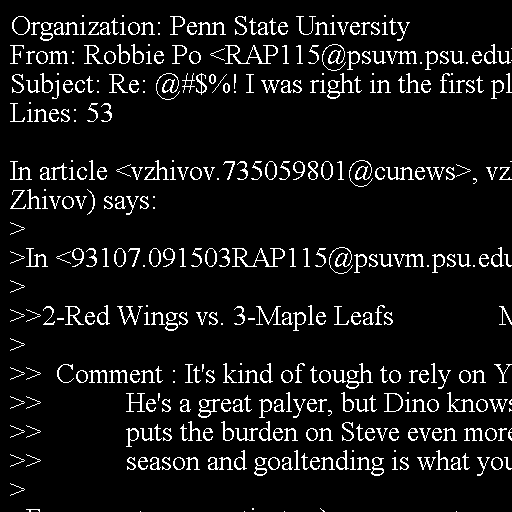 Organization: Penn State University
From: Robbie Po <RAP115@psuvm.psu.edu
Subject: Re: @#$%! I was right in the first pl
Lines: 53

In article <vzhivov.735059801@cunews>, vz
Zhivov) says:
>
>In <93107.091503RAP115@psuvm.psu.edu
>
>>2-Red Wings vs. 3-Maple Leafs M
>
>> Comment : It's kind of tough to rely on Y
>> He's a great palyer, but Dino knows
>> puts the burden on Steve even more
>> season and goaltending is what you
>